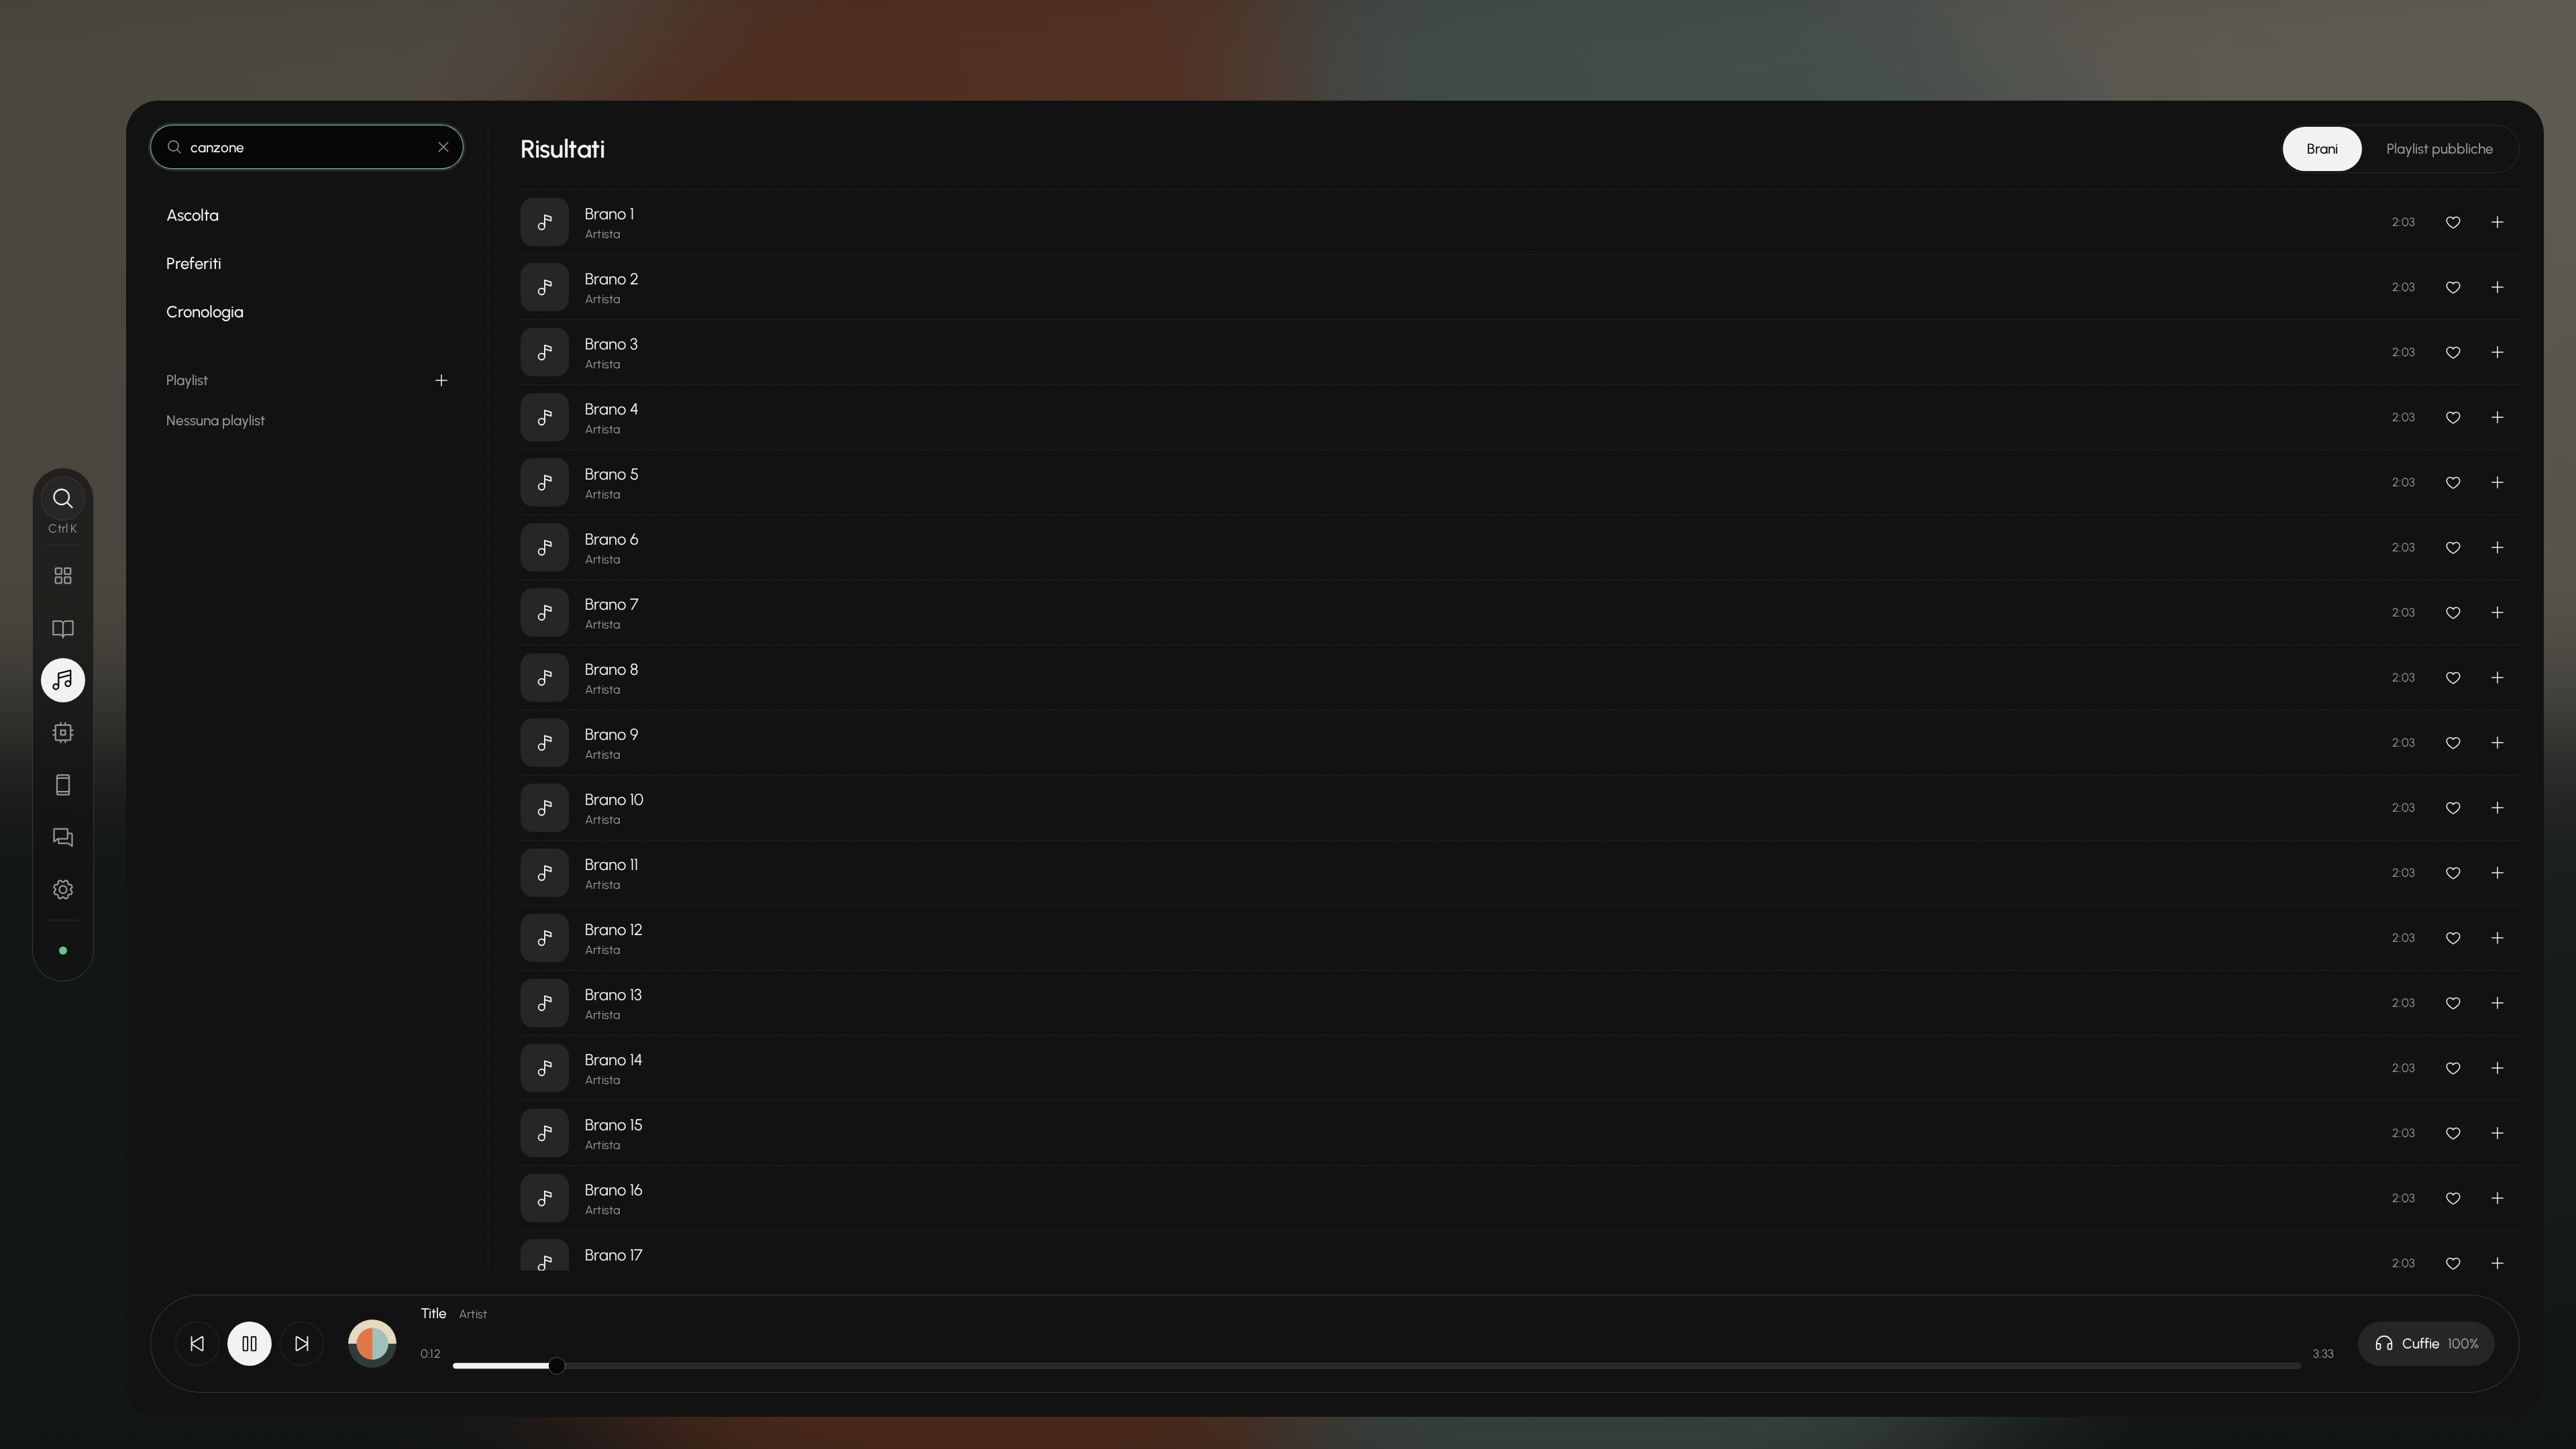 canzone
Ascolta
Preferiti
Cronologia
Playlist
Nessuna playlist
Ctrl K
Risultati
Brani
Playlist pubbliche
Brano 1
Artista
2:03
Brano 2
Artista
2:03
Brano 3
Artista
2:03
Brano 4
Artista
2:03
Brano 5
Artista
2:03
Brano 6
Artista
2:03
Brano 7
Artista
2:03
Brano 8
Artista
2:03
Brano 9
Artista
2:03
Brano 10
Artista
2:03
Brano 11
Artista
2:03
Brano 12
Artista
2:03
Brano 13
Artista
2:03
Brano 14
Artista
2:03
Brano 15
Artista
2:03
Brano 16
Artista
2:03
Brano 17
2:03
Title Artist
0:12
3:33
Cuffie 100%